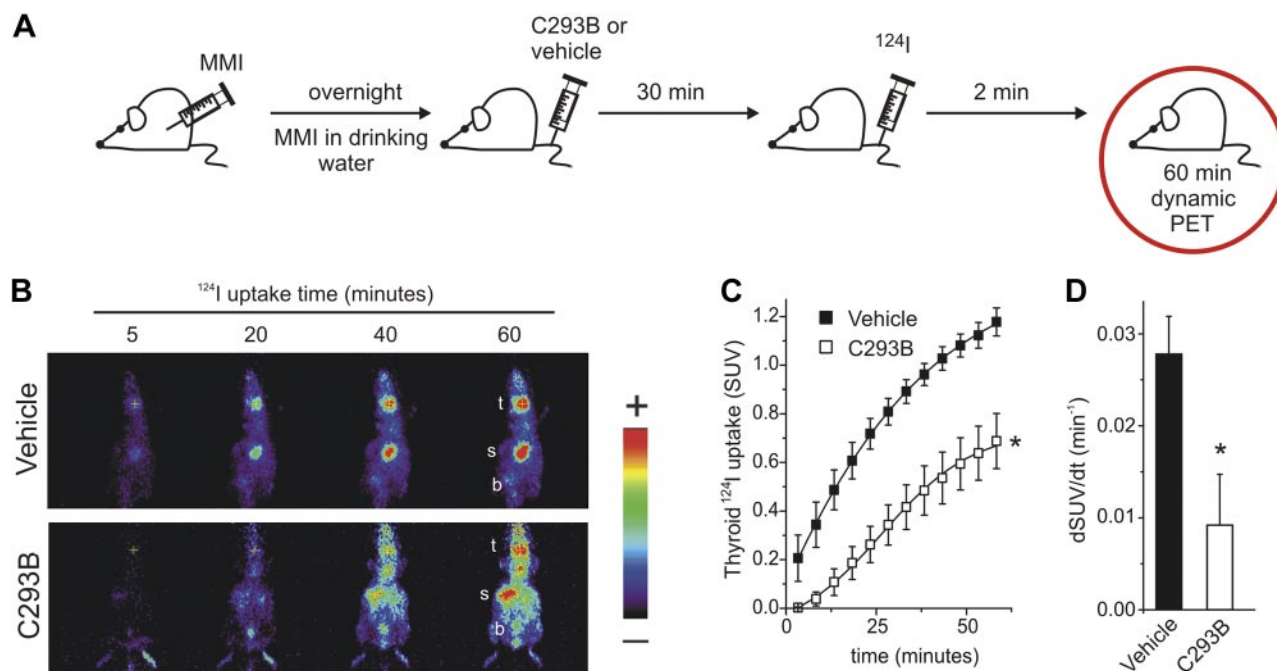 A
MMI
overnight
MMI in drinking
water
C293B or
vehicle
30 min
¹²⁴I
2 min
60 min
dynamic
PET
B
¹²⁴I uptake time (minutes)
5 20 40 60
Vehicle
t
s
b
C293B
t
s
b
+
−
C
Thyroid ¹²⁴I uptake (SUV)
1.2
1.0
0.8
0.6
0.4
0.2
0.0
Vehicle
C293B
*
0 25 50
time (minutes)
D
dSUV/dt (min⁻¹)
0.03
0.02
0.01
0.00
*
Vehicle
C293B